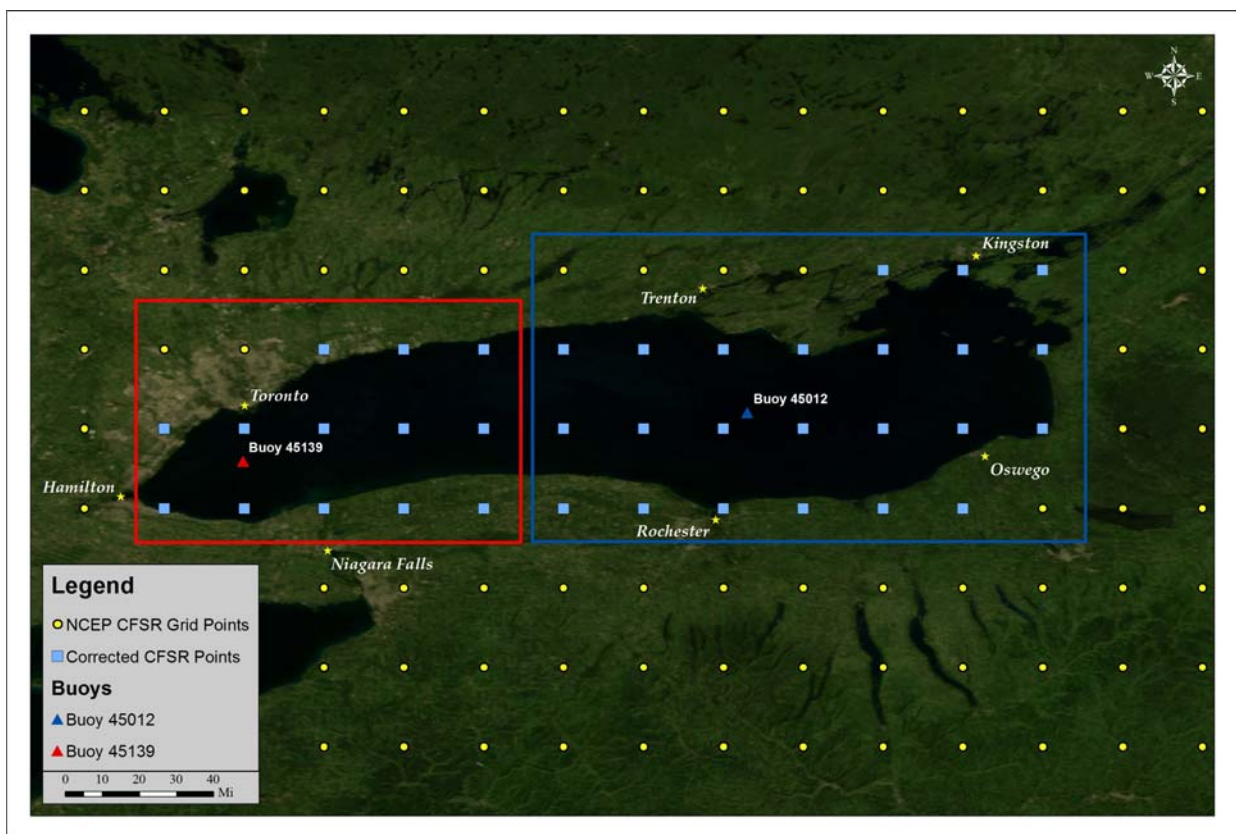 N
W E
S
Kingston
Trenton
Toronto
Buoy 45012
Buoy 45139
Oswego
Hamilton
Rochester
Niagara Falls
Legend
NCEP CFSR Grid Points
Corrected CFSR Points
Buoys
Buoy 45012
Buoy 45139
0 10 20 30 40
Mi